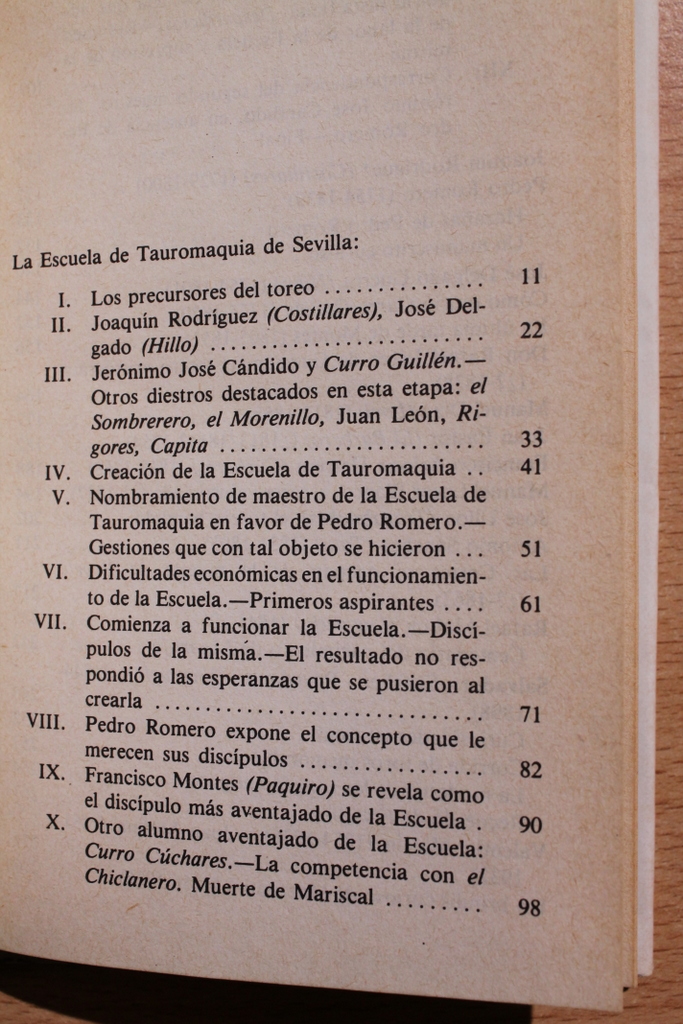 La Escuela de Tauromaquia de Sevilla:
I. Los precursores del toreo ............... 11
II. Joaquín Rodríguez (Costillares), José Del-
gado (Hillo) ......................... 22
III. Jerónimo José Cándido y Curro Guillén.—
Otros diestros destacados en esta etapa: el
Sombrerero, el Morenillo, Juan León, Ri-
gores, Capita ........................ 33
IV. Creación de la Escuela de Tauromaquia .. 41
V. Nombramiento de maestro de la Escuela de
Tauromaquia en favor de Pedro Romero.—
Gestiones que con tal objeto se hicieron ... 51
VI. Dificultades económicas en el funcionamien-
to de la Escuela.—Primeros aspirantes .... 61
VII. Comienza a funcionar la Escuela.—Discí-
pulos de la misma.—El resultado no res-
pondió a las esperanzas que se pusieron al
crearla .............................. 71
VIII. Pedro Romero expone el concepto que le
merecen sus discípulos ................. 82
IX. Francisco Montes (Paquiro) se revela como
el discípulo más aventajado de la Escuela . 90
X. Otro alumno aventajado de la Escuela:
Curro Cúchares.—La competencia con el
Chiclanero. Muerte de Mariscal ......... 98